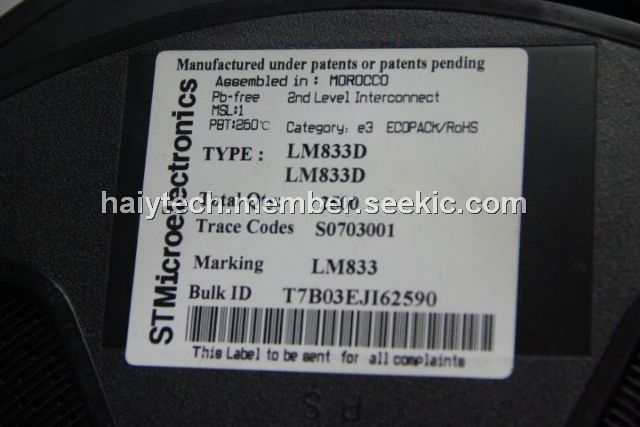 Manufactured under patents or patents pending
Assembled in : MOROCCO
Pb-free 2nd Level Interconnect
MSL:1
PBT:260°C Category: e3 ECOPACK/RoHS
TYPE : LM833D
LM833D
Total Qty
haiytech.member.seekic.com
Trace Codes S0703001
Marking LM833
Bulk ID T7B03EJI62590
This Label to be sent for all complaints
STMicroelectronics
P S